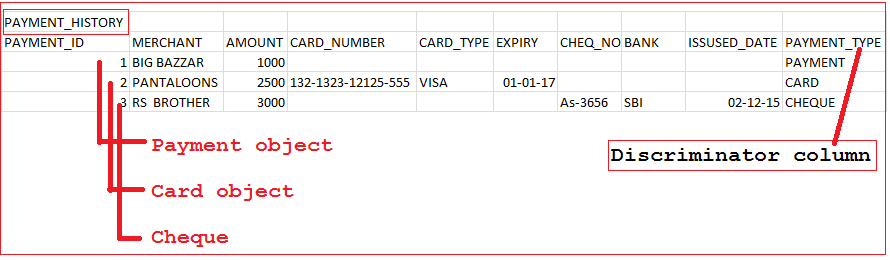 PAYMENT_HISTORY
PAYMENT_ID MERCHANT AMOUNT CARD_NUMBER CARD_TYPE EXPIRY CHEQ_NO BANK ISSUSED_DATE PAYMENT_TYPE
1 BIG BAZZAR 1000 PAYMENT
2 PANTALOONS 2500 132-1323-12125-555 VISA 01-01-17 CARD
3 RS BROTHER 3000 As-3656 SBI 02-12-15 CHEQUE
Payment object
Discriminator column
Card object
Cheque